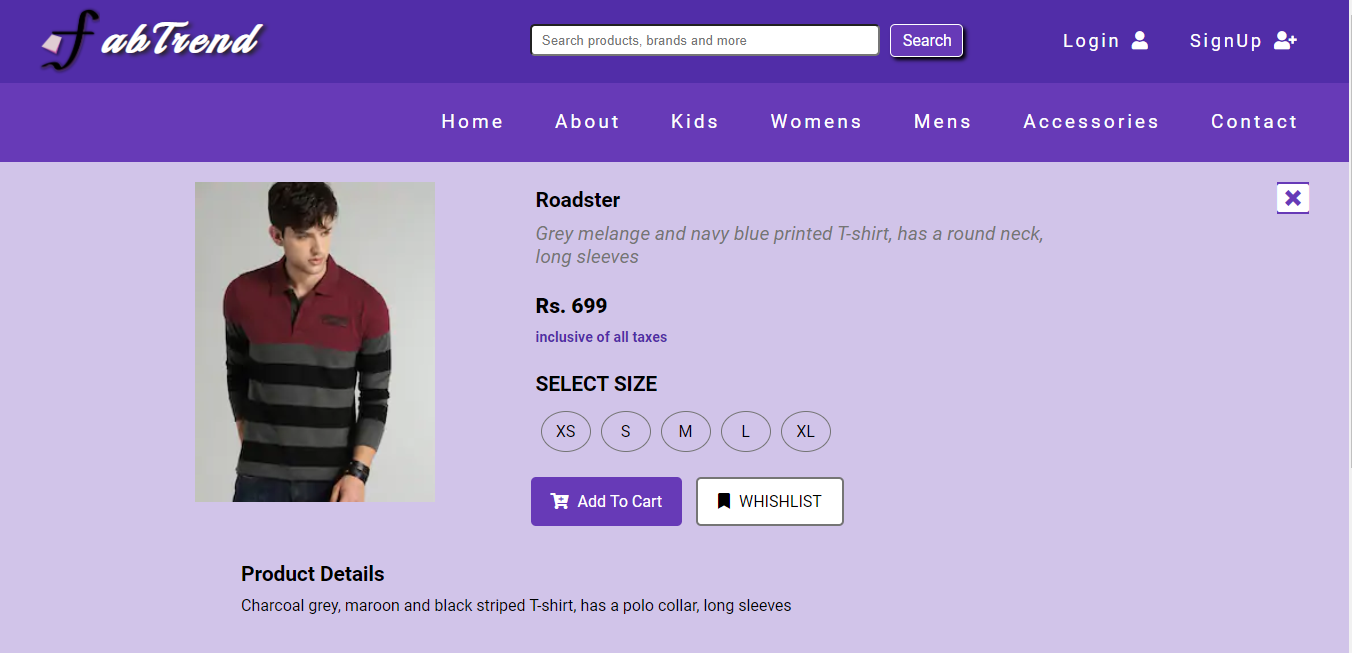 fabTrend
Search products, brands and more
Search
Login
SignUp
Home About Kids Womens Mens Accessories Contact
Roadster
Grey melange and navy blue printed T-shirt, has a round neck,
long sleeves
Rs. 699
inclusive of all taxes
SELECT SIZE
XS S M L XL
Add To Cart
WHISHLIST
Product Details
Charcoal grey, maroon and black striped T-shirt, has a polo collar, long sleeves